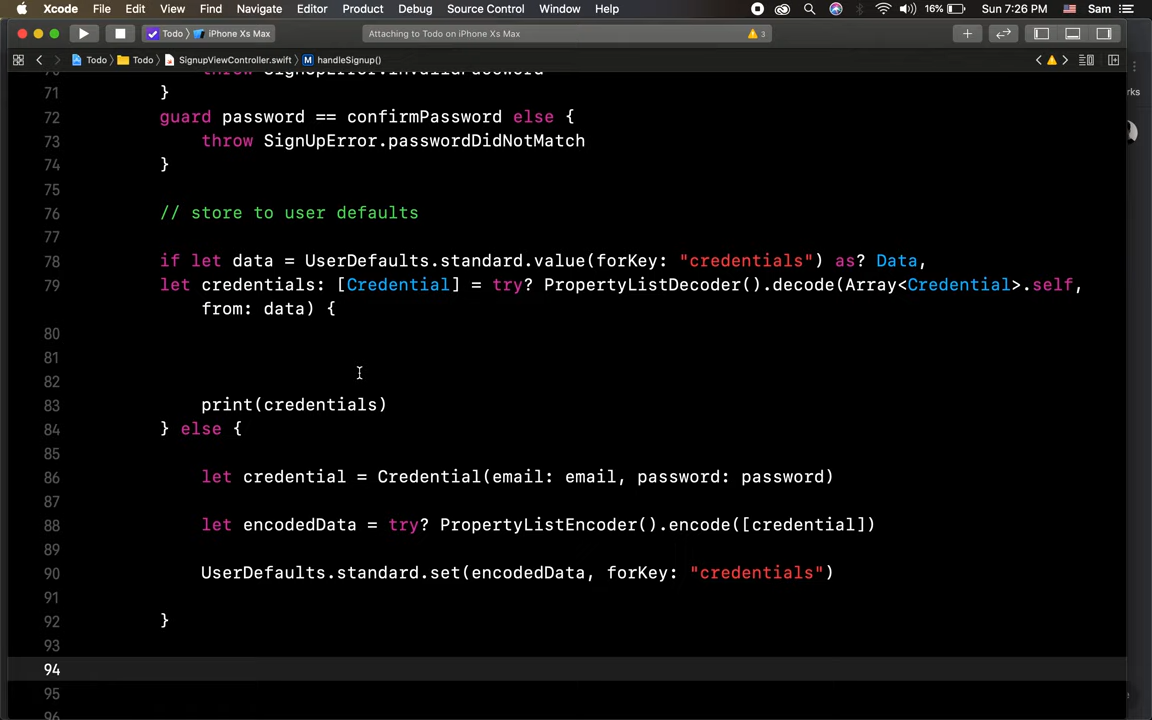 Xcode File Edit View Find Navigate Editor Product Debug Source Control Window Help 16% Sun 7:26 PM Sam
Todo iPhone Xs Max Attaching to Todo on iPhone Xs Max 3
Todo Todo SignupViewController.swift M handleSignup()
rks
71 }
72 guard password == confirmPassword else {
73 throw SignUpError.passwordDidNotMatch
74 }
75
76 // store to user defaults
77
78 if let data = UserDefaults.standard.value(forKey: "credentials") as? Data,
79 let credentials: [Credential] = try? PropertyListDecoder().decode(Array<Credential>.self,
from: data) {
80
81
82
83 print(credentials)
84 } else {
85
86 let credential = Credential(email: email, password: password)
87
88 let encodedData = try? PropertyListEncoder().encode([credential])
89
90 UserDefaults.standard.set(encodedData, forKey: "credentials")
91
92 }
93
94
95
96